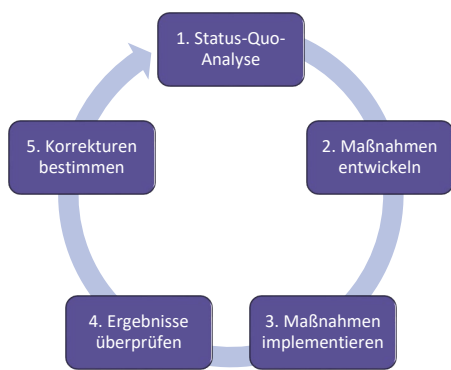 1. Status-Quo-
Analyse
2. Maßnahmen
entwickeln
3. Maßnahmen
implementieren
4. Ergebnisse
überprüfen
5. Korrekturen
bestimmen